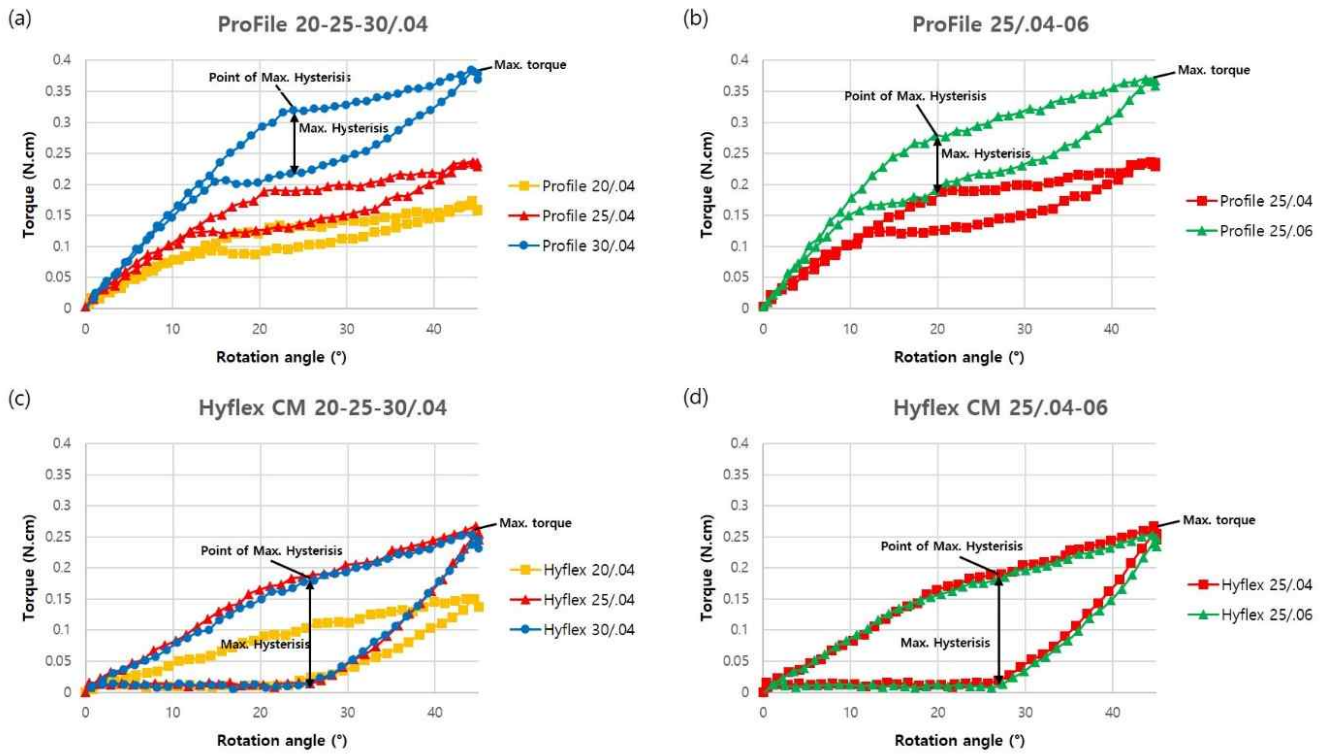 (a)
ProFile 20-25-30/.04
0.4
0.35
0.3
0.25
0.2
0.15
0.1
0.05
0
Torque (N.cm)
Point of Max. Hysterisis
Max. torque
Max. Hysterisis
Profile 20/.04
Profile 25/.04
Profile 30/.04
0 10 20 30 40
Rotation angle (°)
(b)
ProFile 25/.04-06
0.4
0.35
0.3
0.25
0.2
0.15
0.1
0.05
0
Torque (N.cm)
Max. torque
Point of Max. Hysterisis
Max. Hysterisis
Profile 25/.04
Profile 25/.06
0 10 20 30 40
Rotation angle (°)
(c)
Hyflex CM 20-25-30/.04
0.4
0.35
0.3
0.25
0.2
0.15
0.1
0.05
0
Torque (N.cm)
Max. torque
Point of Max. Hysterisis
Max. Hysterisis
Hyflex 20/.04
Hyflex 25/.04
Hyflex 30/.04
0 10 20 30 40
Rotation angle (°)
(d)
Hyflex CM 25/.04-06
0.4
0.35
0.3
0.25
0.2
0.15
0.1
0.05
0
Torque (N.cm)
Max. torque
Point of Max. Hysterisis
Max. Hysterisis
Hyflex 25/.04
Hyflex 25/.06
0 10 20 30 40
Rotation angle (°)